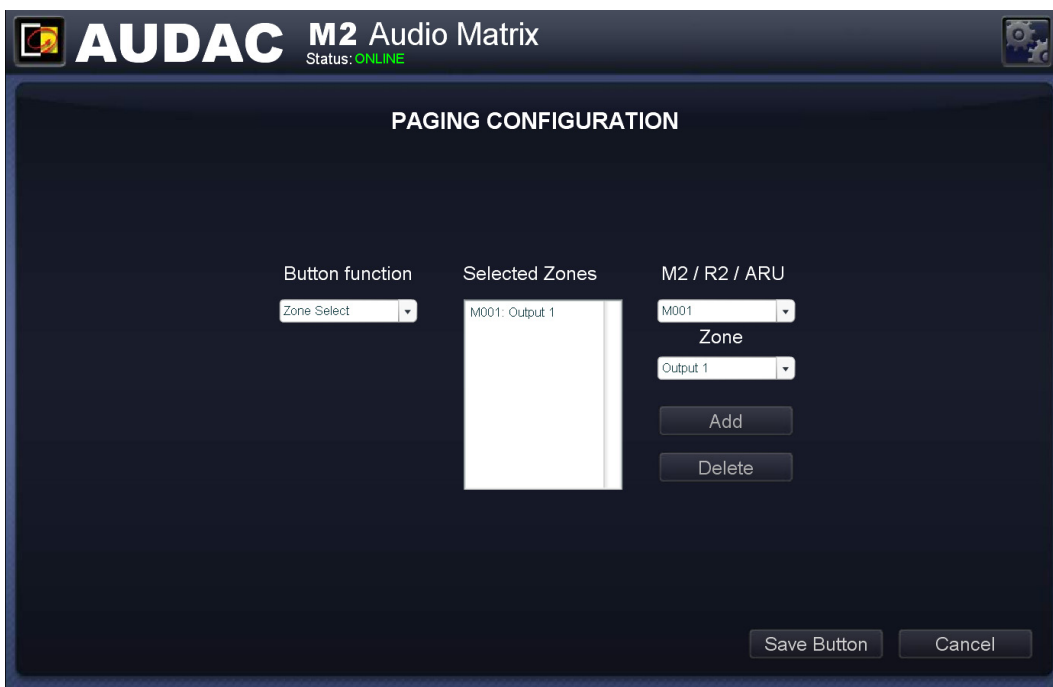 AUDAC M2 Audio Matrix
Status: ONLINE
PAGING CONFIGURATION
Button function Selected Zones M2 / R2 / ARU
Zone Select M001: Output 1 M001
Zone
Output 1
Add
Delete
Save Button Cancel